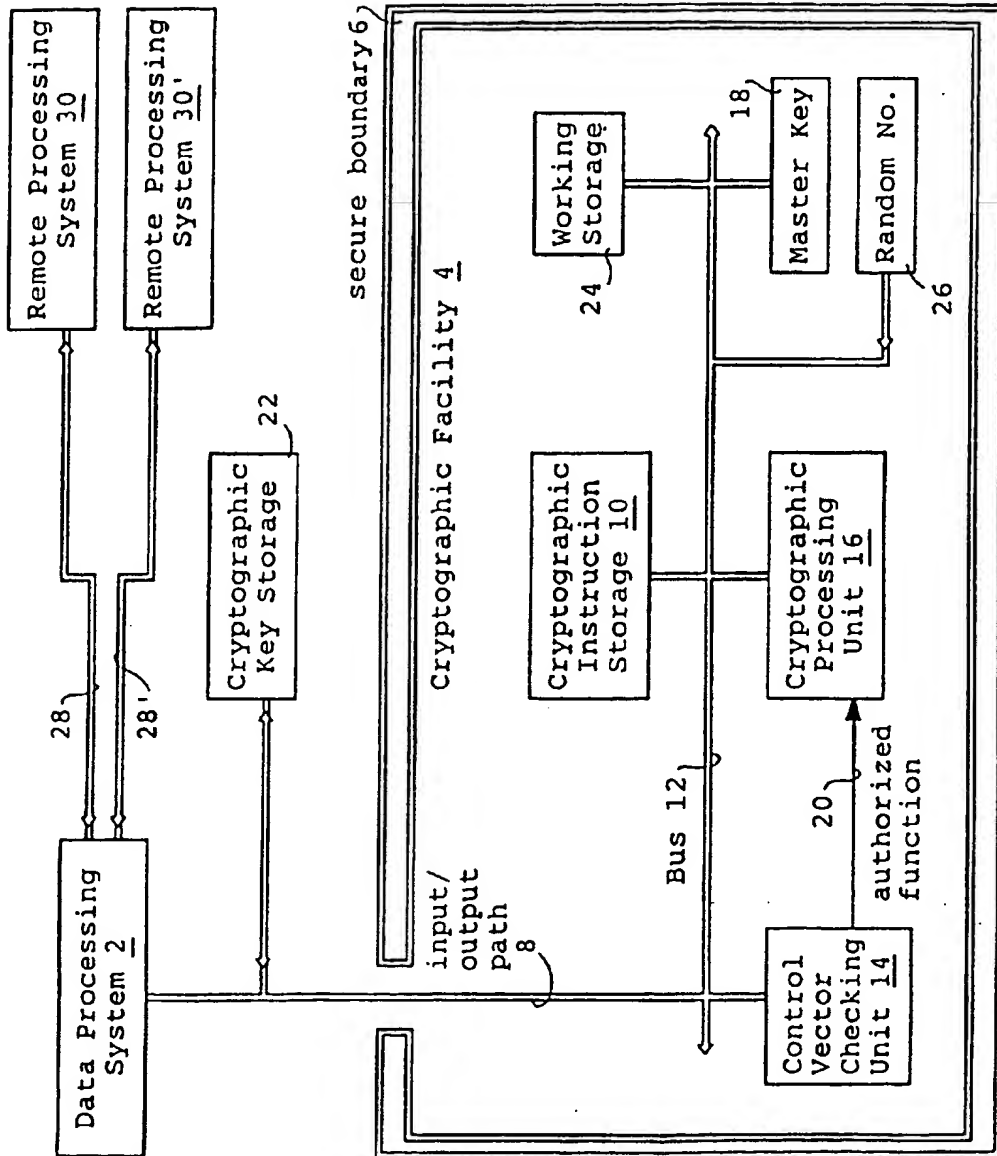 Data Processing
System 2
28
28'
Remote Processing
System 30
Remote Processing
System 30'
Cryptographic
Key Storage
22
secure boundary 6
input/
output
path
8
Cryptographic Facility 4
Bus 12
Cryptographic
Instruction
Storage 10
Working
Storage
24
Control
Vector
Checking
Unit 14
20
authorized
function
Cryptographic
Processing
Unit 16
Master Key
18
Random No.
26